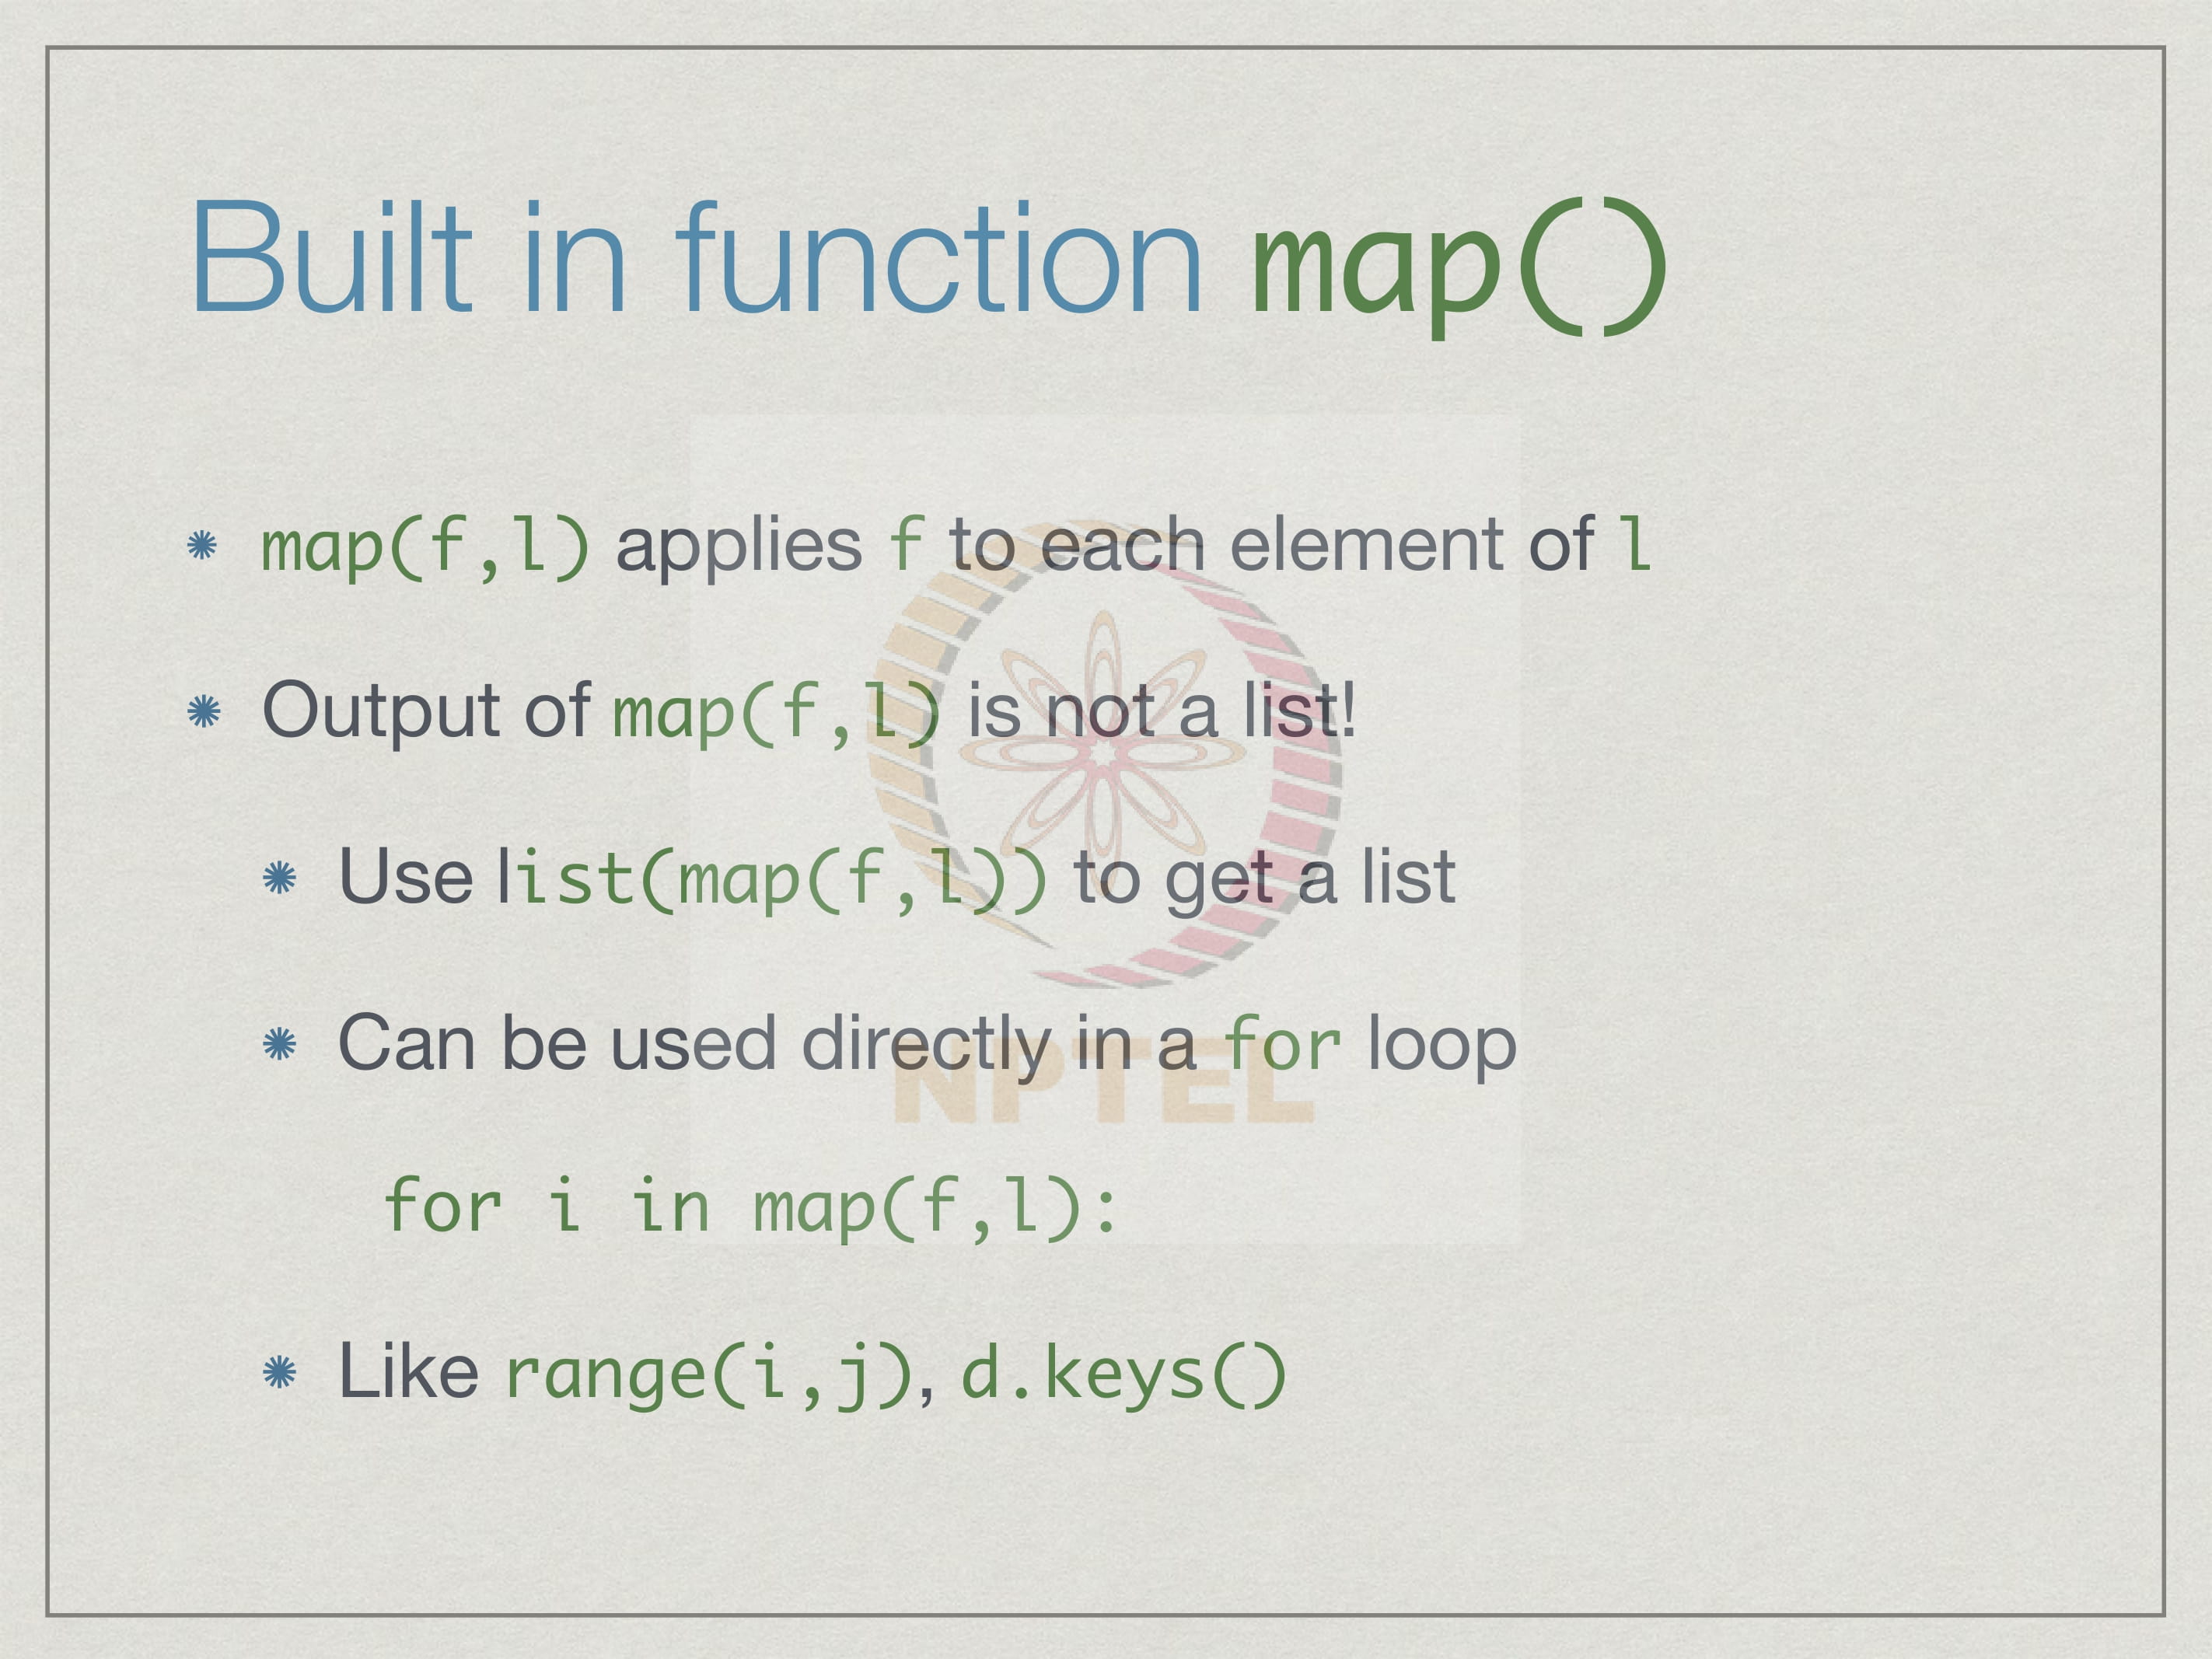 Built in function map()
map(f,l) applies f to each element of l
Output of map(f,l) is not a list!
Use list(map(f,l)) to get a list
Can be used directly in a for loop
NPTEL
for i in map(f,l):
Like range(i,j), d.keys()